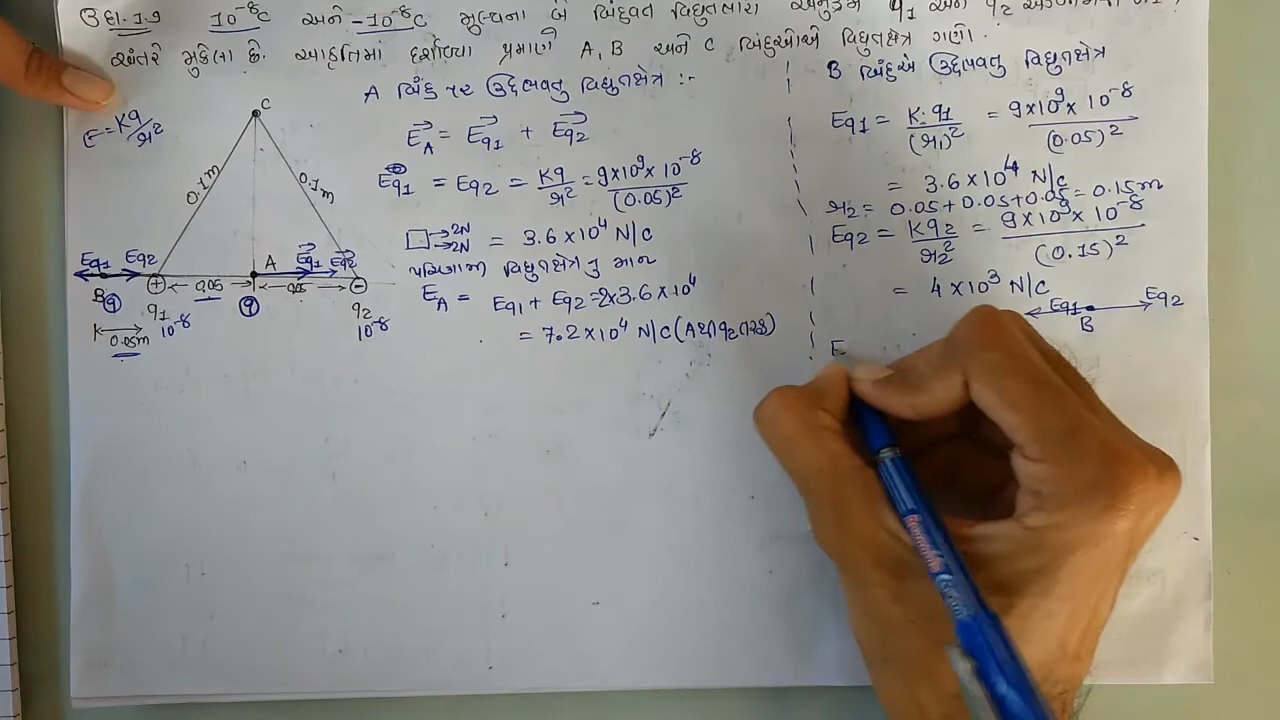 ઉદા. 1.9 10⁻⁸C અને -10⁻⁸C મૂલ્યના બે બિંદુવત વિદ્યુતભારો અનુક્રમે q1 અને q2
અંતરે મુકેલા છે. આકૃતિમાં દર્શાવ્યા પ્રમાણે A, B અને C બિંદુઓએ વિદ્યુતક્ષેત્ર ગણો.
E = Kq/r²
C
0.1m
0.1m
Eq1 Eq2
A
Eq1 Eq2
B
q
+
0.05
0.05
-
q
q1
10⁻⁸
q2
10⁻⁸
0.05m
A બિંદુ પર ઉદ્દભવતુ વિદ્યુતક્ષેત્ર :-
EA = Eq1 + Eq2
Eq1 = Eq2 = Kq/r² = 9×10⁹ × 10⁻⁸/(0.05)²
2N
2N
= 3.6 × 10⁴ N/C
પરિણામી વિદ્યુતક્ષેત્ર નુ માન
EA = Eq1 + Eq2 = 2×3.6 × 10⁴
= 7.2 × 10⁴ N/C (A થી q2 તરફ)
B બિંદુએ ઉદ્દભવતુ વિદ્યુતક્ષેત્ર
Eq1 = K·q1/(r1)² = 9×10⁹ × 10⁻⁸/(0.05)²
= 3.6 × 10⁴ N/C
r2 = 0.05 + 0.05 + 0.05 = 0.15m
Eq2 = Kq2/r2² = 9×10⁹ × 10⁻⁸/(0.15)²
= 4 × 10³ N/C
Eq1 Eq2
B
E